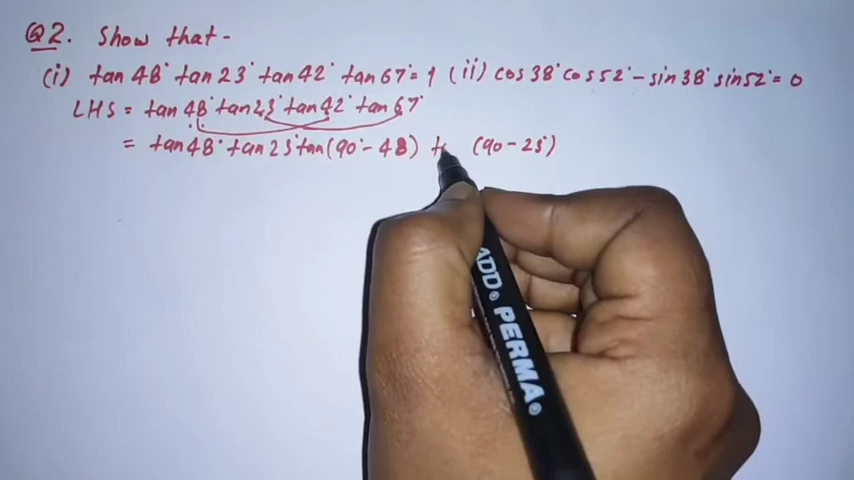 Q2. Show that -
(i) tan 48° tan 23° tan 42° tan 67° = 1 (ii) cos 38° cos 52° - sin 38° sin 52° = 0
LHS = tan 48° tan 23° tan 42° tan 67°
= tan 48° tan 23° tan (90° - 48) (90 - 23°)
ADD PERMA